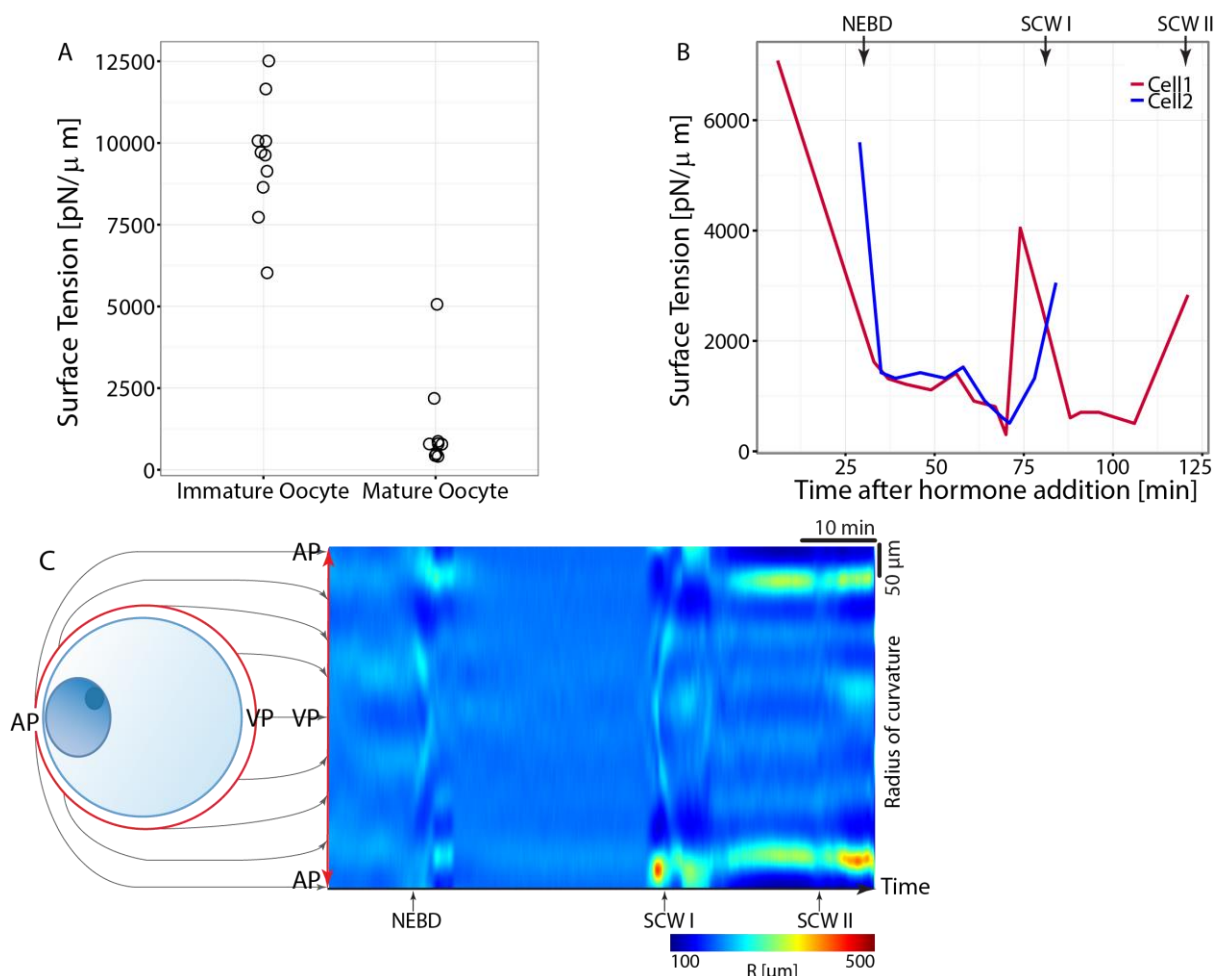 A
Surface Tension [pN/μ m]
12500
10000
7500
5000
2500
0
Immature Oocyte
Mature Oocyte
NEBD
SCW I
SCW II
B
Cell1
Cell2
Surface Tension [pN/μ m]
6000
4000
2000
0
25
50
75
100
125
Time after hormone addition [min]
C
AP
VP
AP
VP
AP
10 min
50 μm
Radius of curvature
Time
NEBD
SCW I
SCW II
100
500
R [μm]